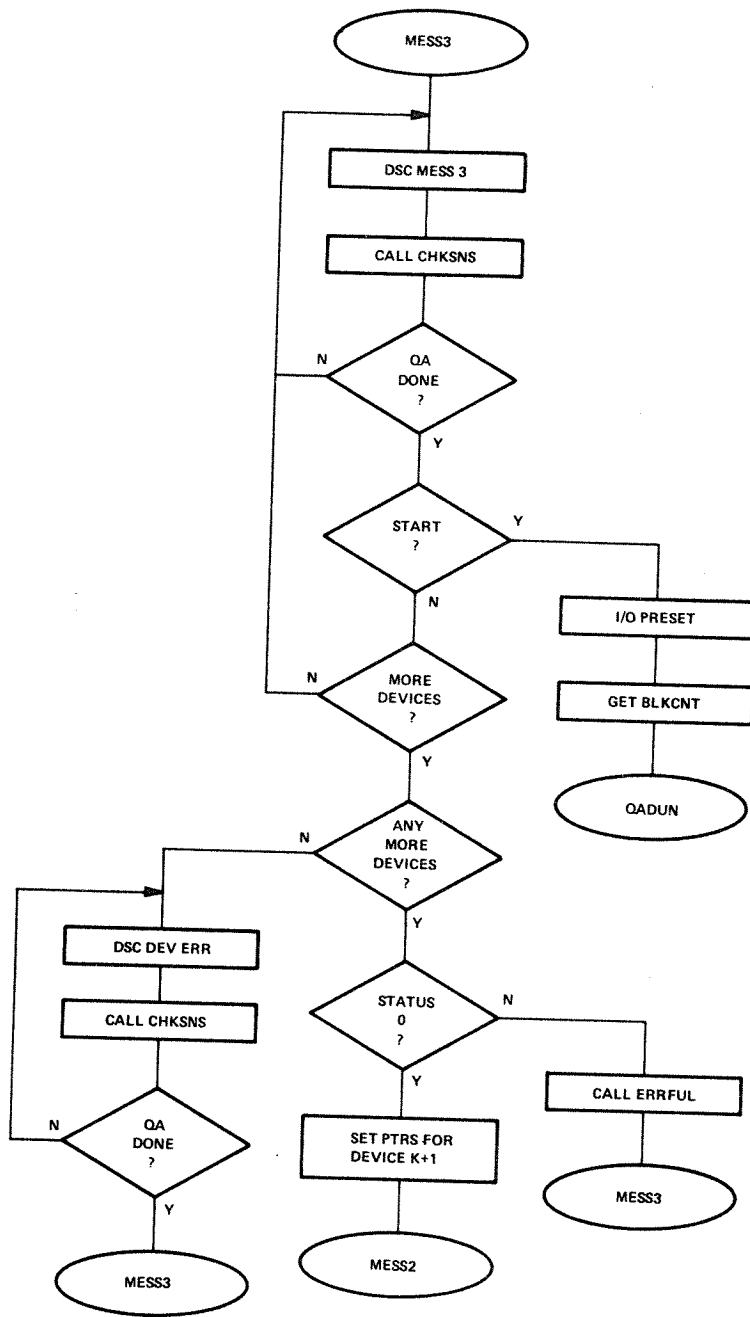 MESS3
DSC MESS 3
CALL CHKSNS
N
QA
DONE
?
Y
START
?
Y
N
I/O PRESET
N
MORE
DEVICES
?
Y
GET BLKCNT
QADUN
N
ANY
MORE
DEVICES
?
Y
DSC DEV ERR
CALL CHKSNS
STATUS
0
?
N
Y
CALL ERRFUL
N
QA
DONE
?
Y
SET PTRS FOR
DEVICE K+1
MESS3
MESS2
MESS3